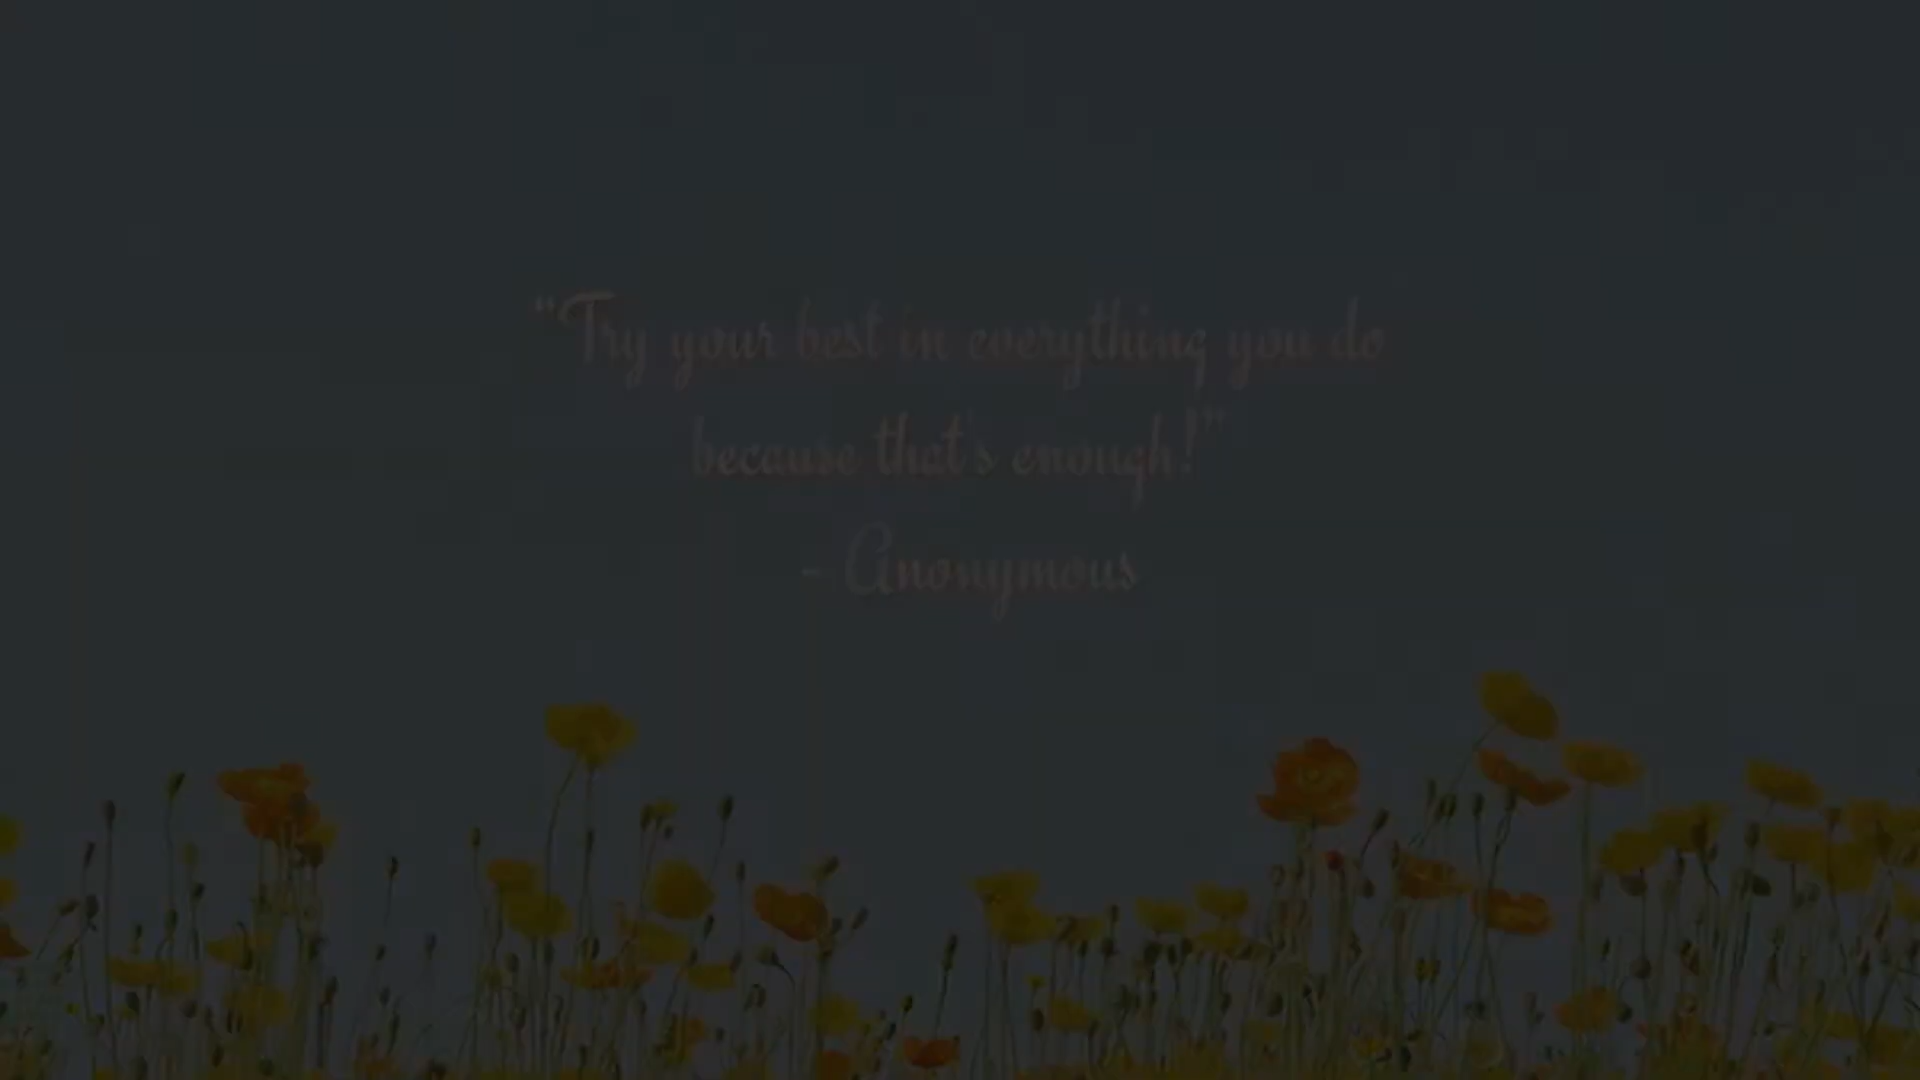 “Try your best in everything you do
because that's enough!”
- Anonymous